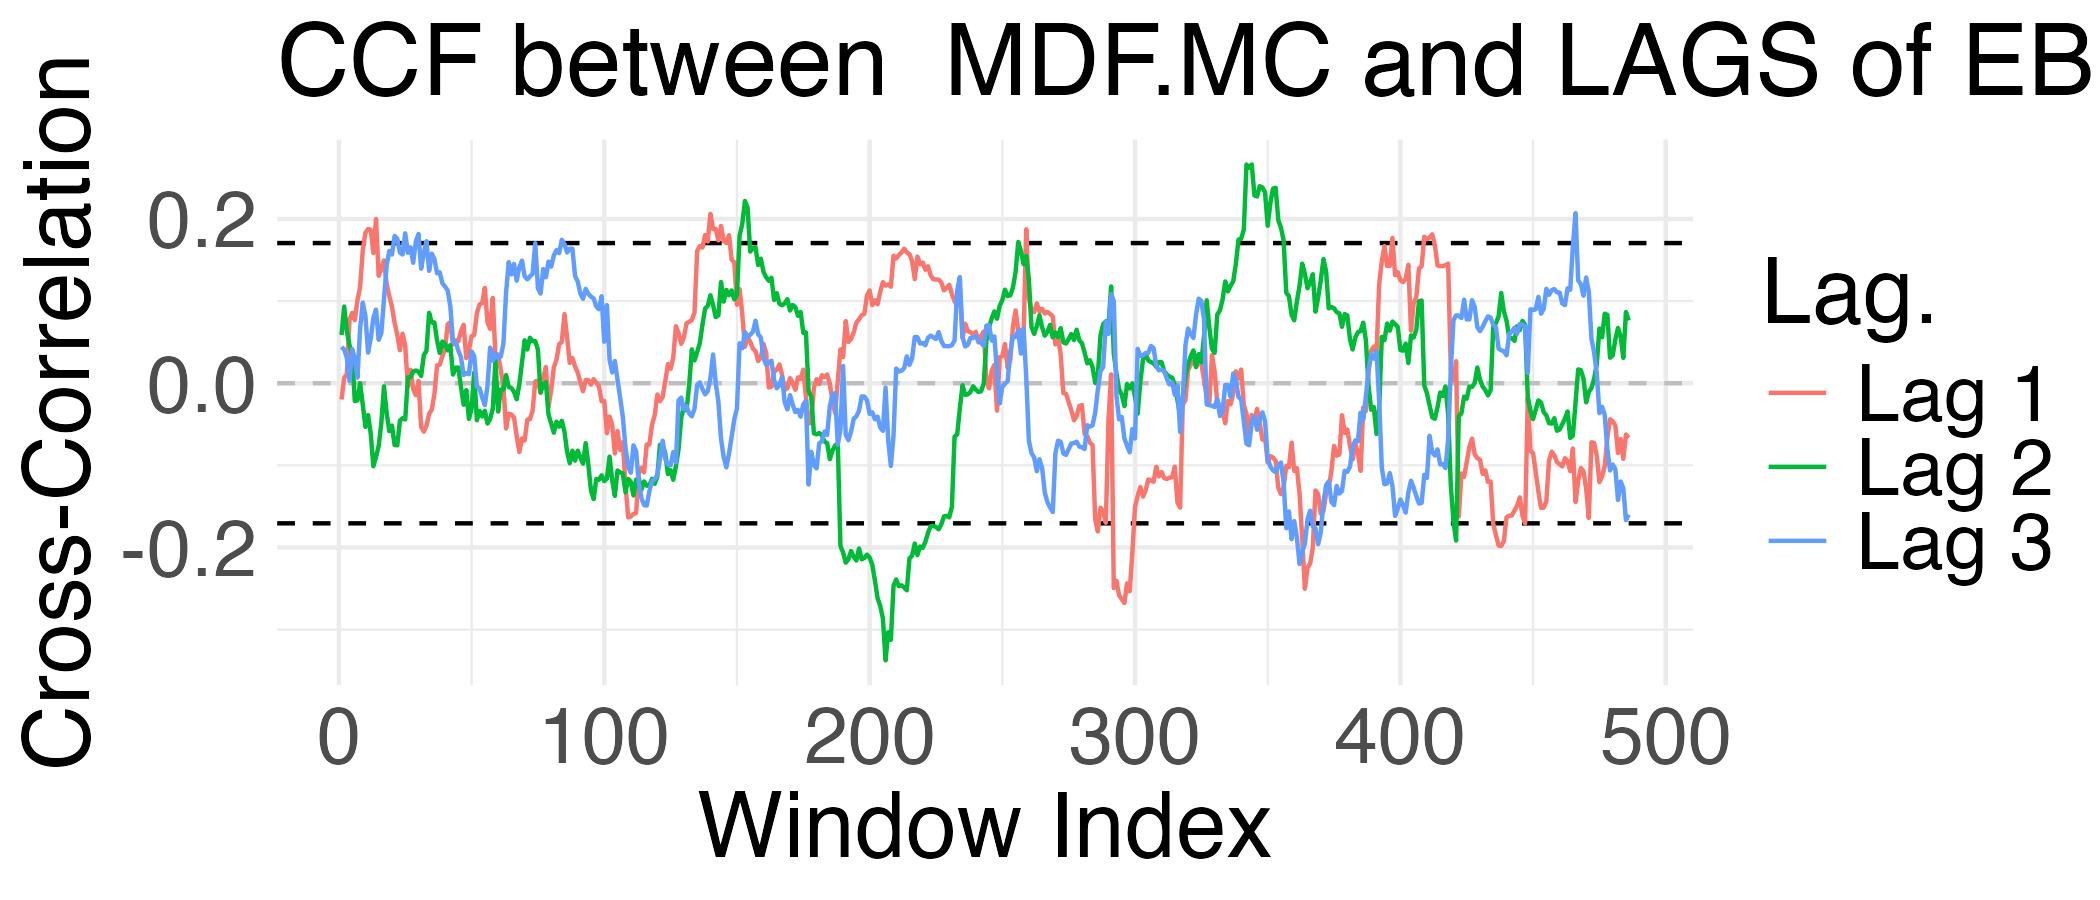 CCF between  MDF.MC and LAGS of EB
Cross-Correlation
0.2
0.0
-0.2
0
100
200
300
400
500
Window Index
Lag.
Lag 1
Lag 2
Lag 3